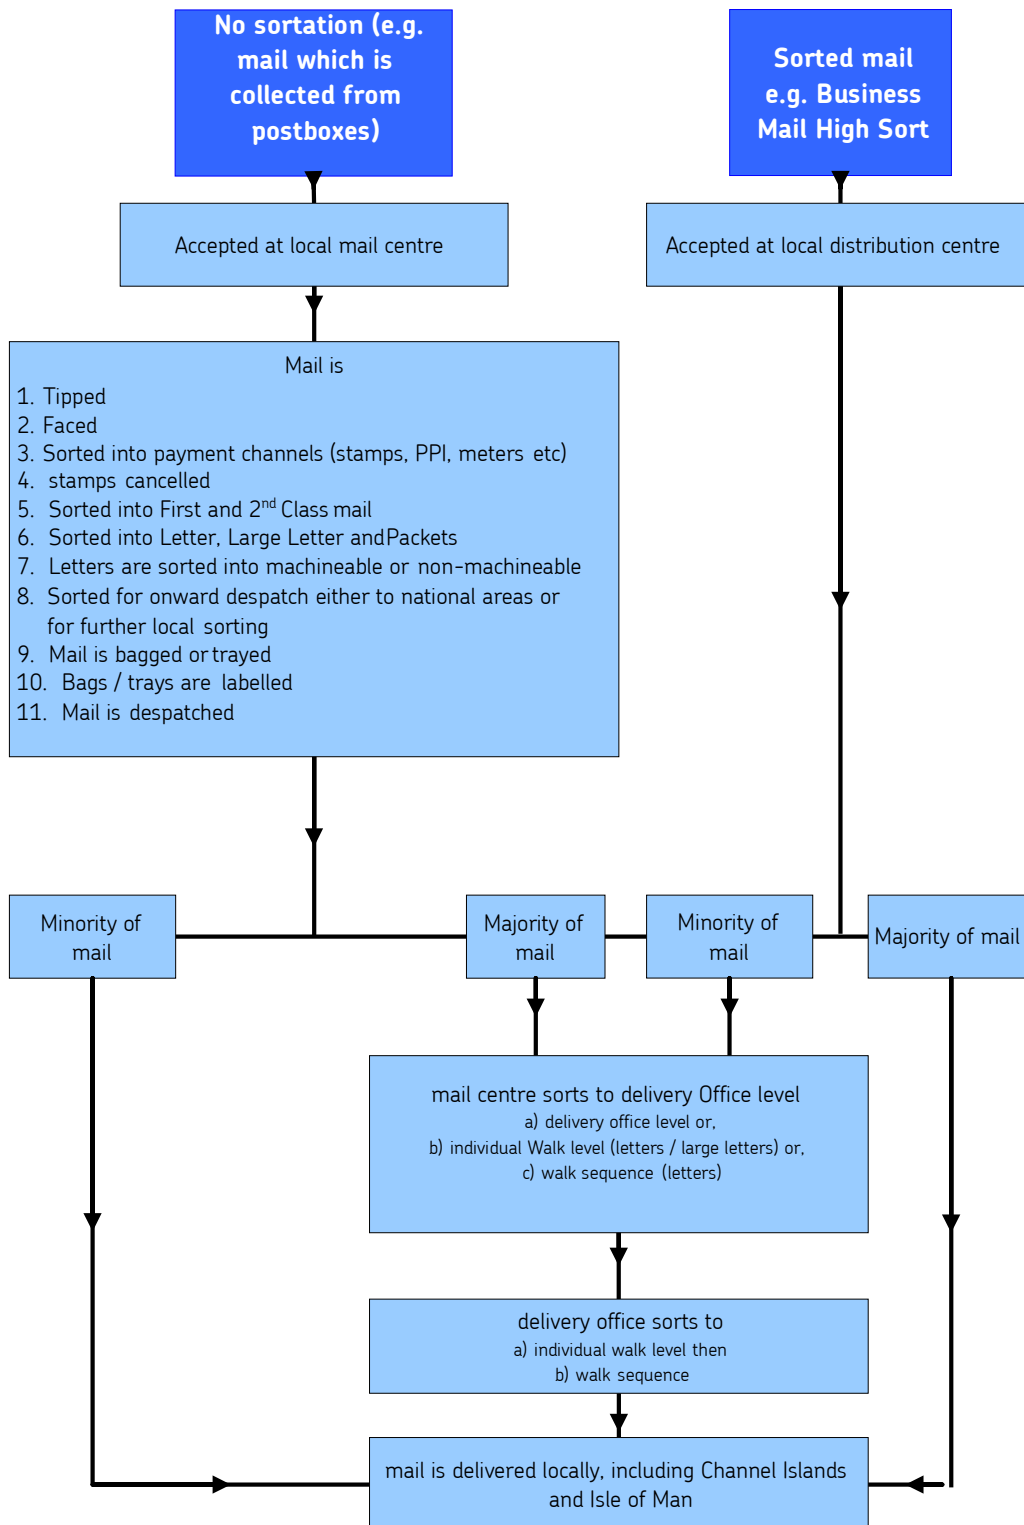 No sortation (e.g.
mail which is
collected from
postboxes)
Sorted mail
e.g. Business
Mail High Sort
Accepted at local mail centre
Accepted at local distribution centre
Mail is
1. Tipped
2. Faced
3. Sorted into payment channels (stamps, PPI, meters etc)
4. stamps cancelled
5. Sorted into First and 2nd Class mail
6. Sorted into Letter, Large Letter andPackets
7. Letters are sorted into machineable or non-machineable
8. Sorted for onward despatch either to national areas or
for further local sorting
9. Mail is bagged or trayed
10. Bags / trays are labelled
11. Mail is despatched
Minority of
mail
Majority of
mail
Minority of
mail
Majority of mail
mail centre sorts to delivery Office level
a) delivery office level or,
b) individual Walk level (letters / large letters) or,
c) walk sequence (letters)
delivery office sorts to
a) individual walk level then
b) walk sequence
mail is delivered locally, including Channel Islands
and Isle of Man